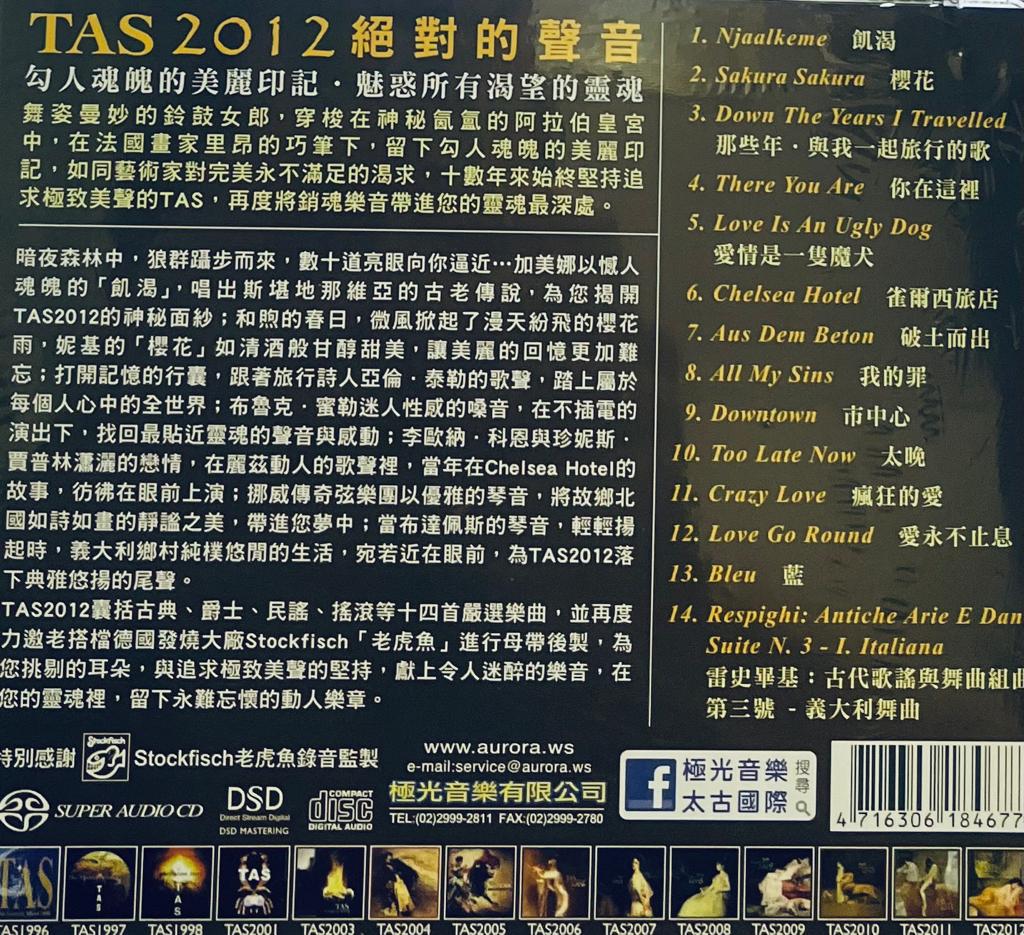 TAS 2012 絕對的聲音
勾人魂魄的美麗印記・魅惑所有渴望的靈魂
舞姿曼妙的鈴鼓女郎，穿梭在神秘氤氳的阿拉伯皇宮
中，在法國畫家里昂的巧筆下，留下勾人魂魄的美麗印
記，如同藝術家對完美永不滿足的渴求，十數年來始終堅持追
求極致美聲的TAS，再度將銷魂樂音帶進您的靈魂最深處。
暗夜森林中，狼群躡步而來，數十道亮眼向你逼近…加美娜以憾人
魂魄的「飢渴」，唱出斯堪地那維亞的古老傳說，為您揭開
TAS2012的神秘面紗；和煦的春日，微風掀起了漫天紛飛的櫻花
雨，妮基的「櫻花」如清酒般甘醇甜美，讓美麗的回憶更加難
忘；打開記憶的行囊，跟著旅行詩人亞倫・泰勒的歌聲，踏上屬於
每個人心中的全世界；布魯克・蜜勒迷人性感的嗓音，在不插電的
演出下，找回最貼近靈魂的聲音與感動；李歐納・科恩與珍妮斯・
賈普林瀟灑的戀情，在麗茲動人的歌聲裡，當年在Chelsea Hotel的
故事，彷彿在眼前上演；挪威傳奇弦樂團以優雅的琴音，將故鄉北
國如詩如畫的靜謐之美，帶進您夢中；當布達佩斯的琴音，輕輕揚
起時，義大利鄉村純樸悠閒的生活，宛若近在眼前，為TAS2012落
下典雅悠揚的尾聲。
TAS2012囊括古典、爵士、民謠、搖滾等十四首嚴選樂曲，並再度
力邀老搭檔德國發燒大廠Stockfisch「老虎魚」進行母帶後製，為
您挑剔的耳朵，與追求極致美聲的堅持，獻上令人迷醉的樂音，在
您的靈魂裡，留下永難忘懷的動人樂章。
1. Njaalkeme 飢渴
2. Sakura Sakura 櫻花
3. Down The Years I Travelled
那些年・與我一起旅行的歌
4. There You Are 你在這裡
5. Love Is An Ugly Dog
愛情是一隻魔犬
6. Chelsea Hotel 雀爾西旅店
7. Aus Dem Beton 破土而出
8. All My Sins 我的罪
9. Downtown 市中心
10. Too Late Now 太晚
11. Crazy Love 瘋狂的愛
12. Love Go Round 愛永不止息
13. Bleu 藍
14. Respighi: Antiche Arie E Dan
Suite N. 3 - I. Italiana
雷史畢基：古代歌謠與舞曲組曲
第三號 - 義大利舞曲
特別感謝 Stockfisch Stockfisch老虎魚錄音監製
www.aurora.ws
e-mail:service@aurora.ws
SUPER AUDIO CD
DSD
Direct Stream Digital
DSD MASTERING
COMPACT
disc
DIGITAL AUDIO
極光音樂有限公司
TEL:(02)2999-2811 FAX:(02)2999-2780
f 極光音樂
太古國際
搜尋
4 716306 184677
TAS
TAS
TAS
TAS
TAS
TAS1996 TAS1997 TAS1998 TAS2001 TAS2003 TAS2004 TAS2005 TAS2006 TAS2007 TAS2008 TAS2009 TAS2010 TAS2011 TAS2012